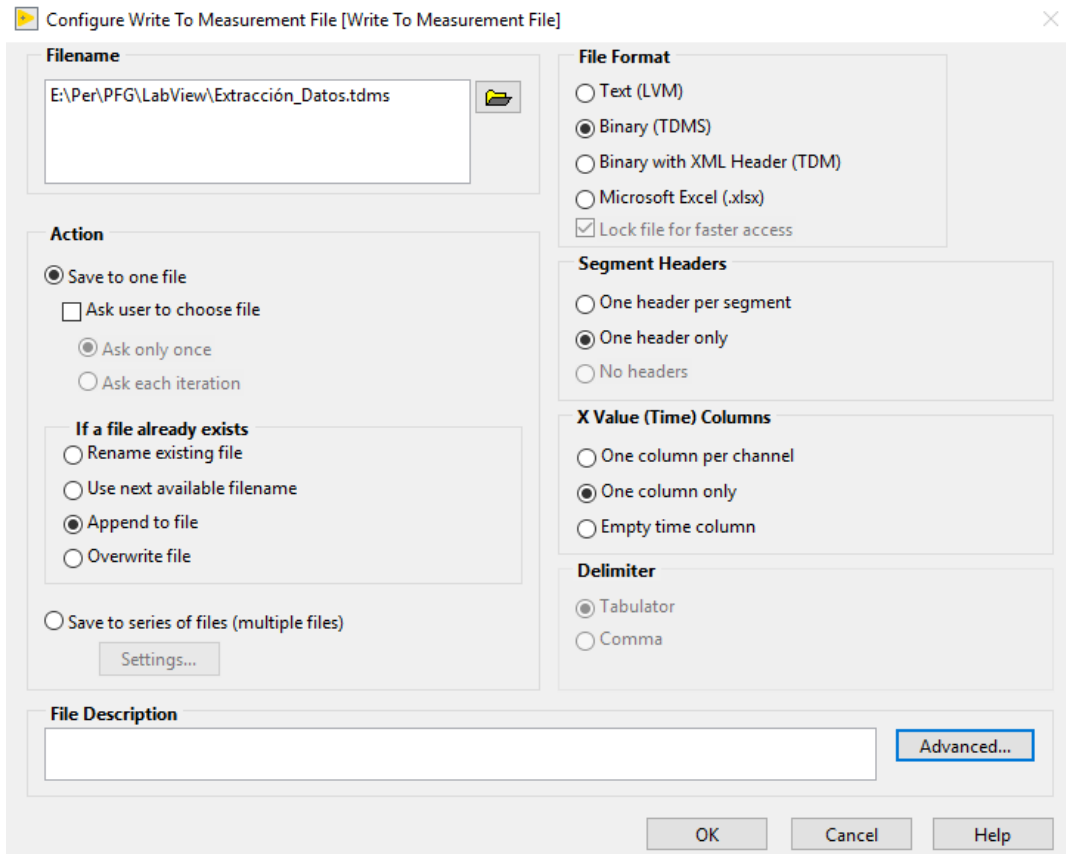 Configure Write To Measurement File [Write To Measurement File]
Filename
E:\Per\PFG\LabView\Extracción_Datos.tdms
Action
Save to one file
Ask user to choose file
Ask only once
Ask each iteration
If a file already exists
Rename existing file
Use next available filename
Append to file
Overwrite file
Save to series of files (multiple files)
Settings...
File Format
Text (LVM)
Binary (TDMS)
Binary with XML Header (TDM)
Microsoft Excel (.xlsx)
Lock file for faster access
Segment Headers
One header per segment
One header only
No headers
X Value (Time) Columns
One column per channel
One column only
Empty time column
Delimiter
Tabulator
Comma
File Description
Advanced...
OK
Cancel
Help